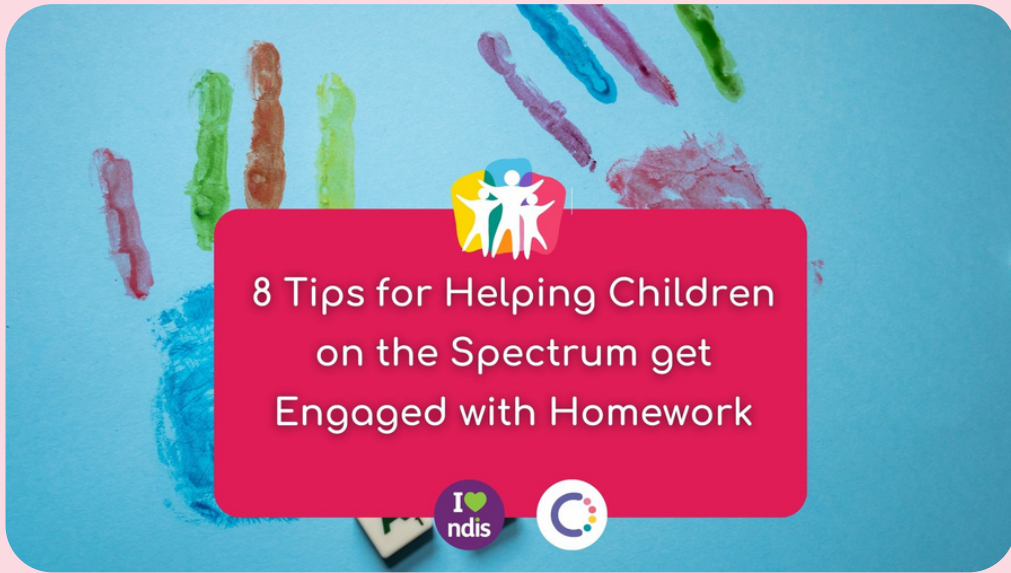 8 Tips for Helping Children
on the Spectrum get
Engaged with Homework
I
ndis